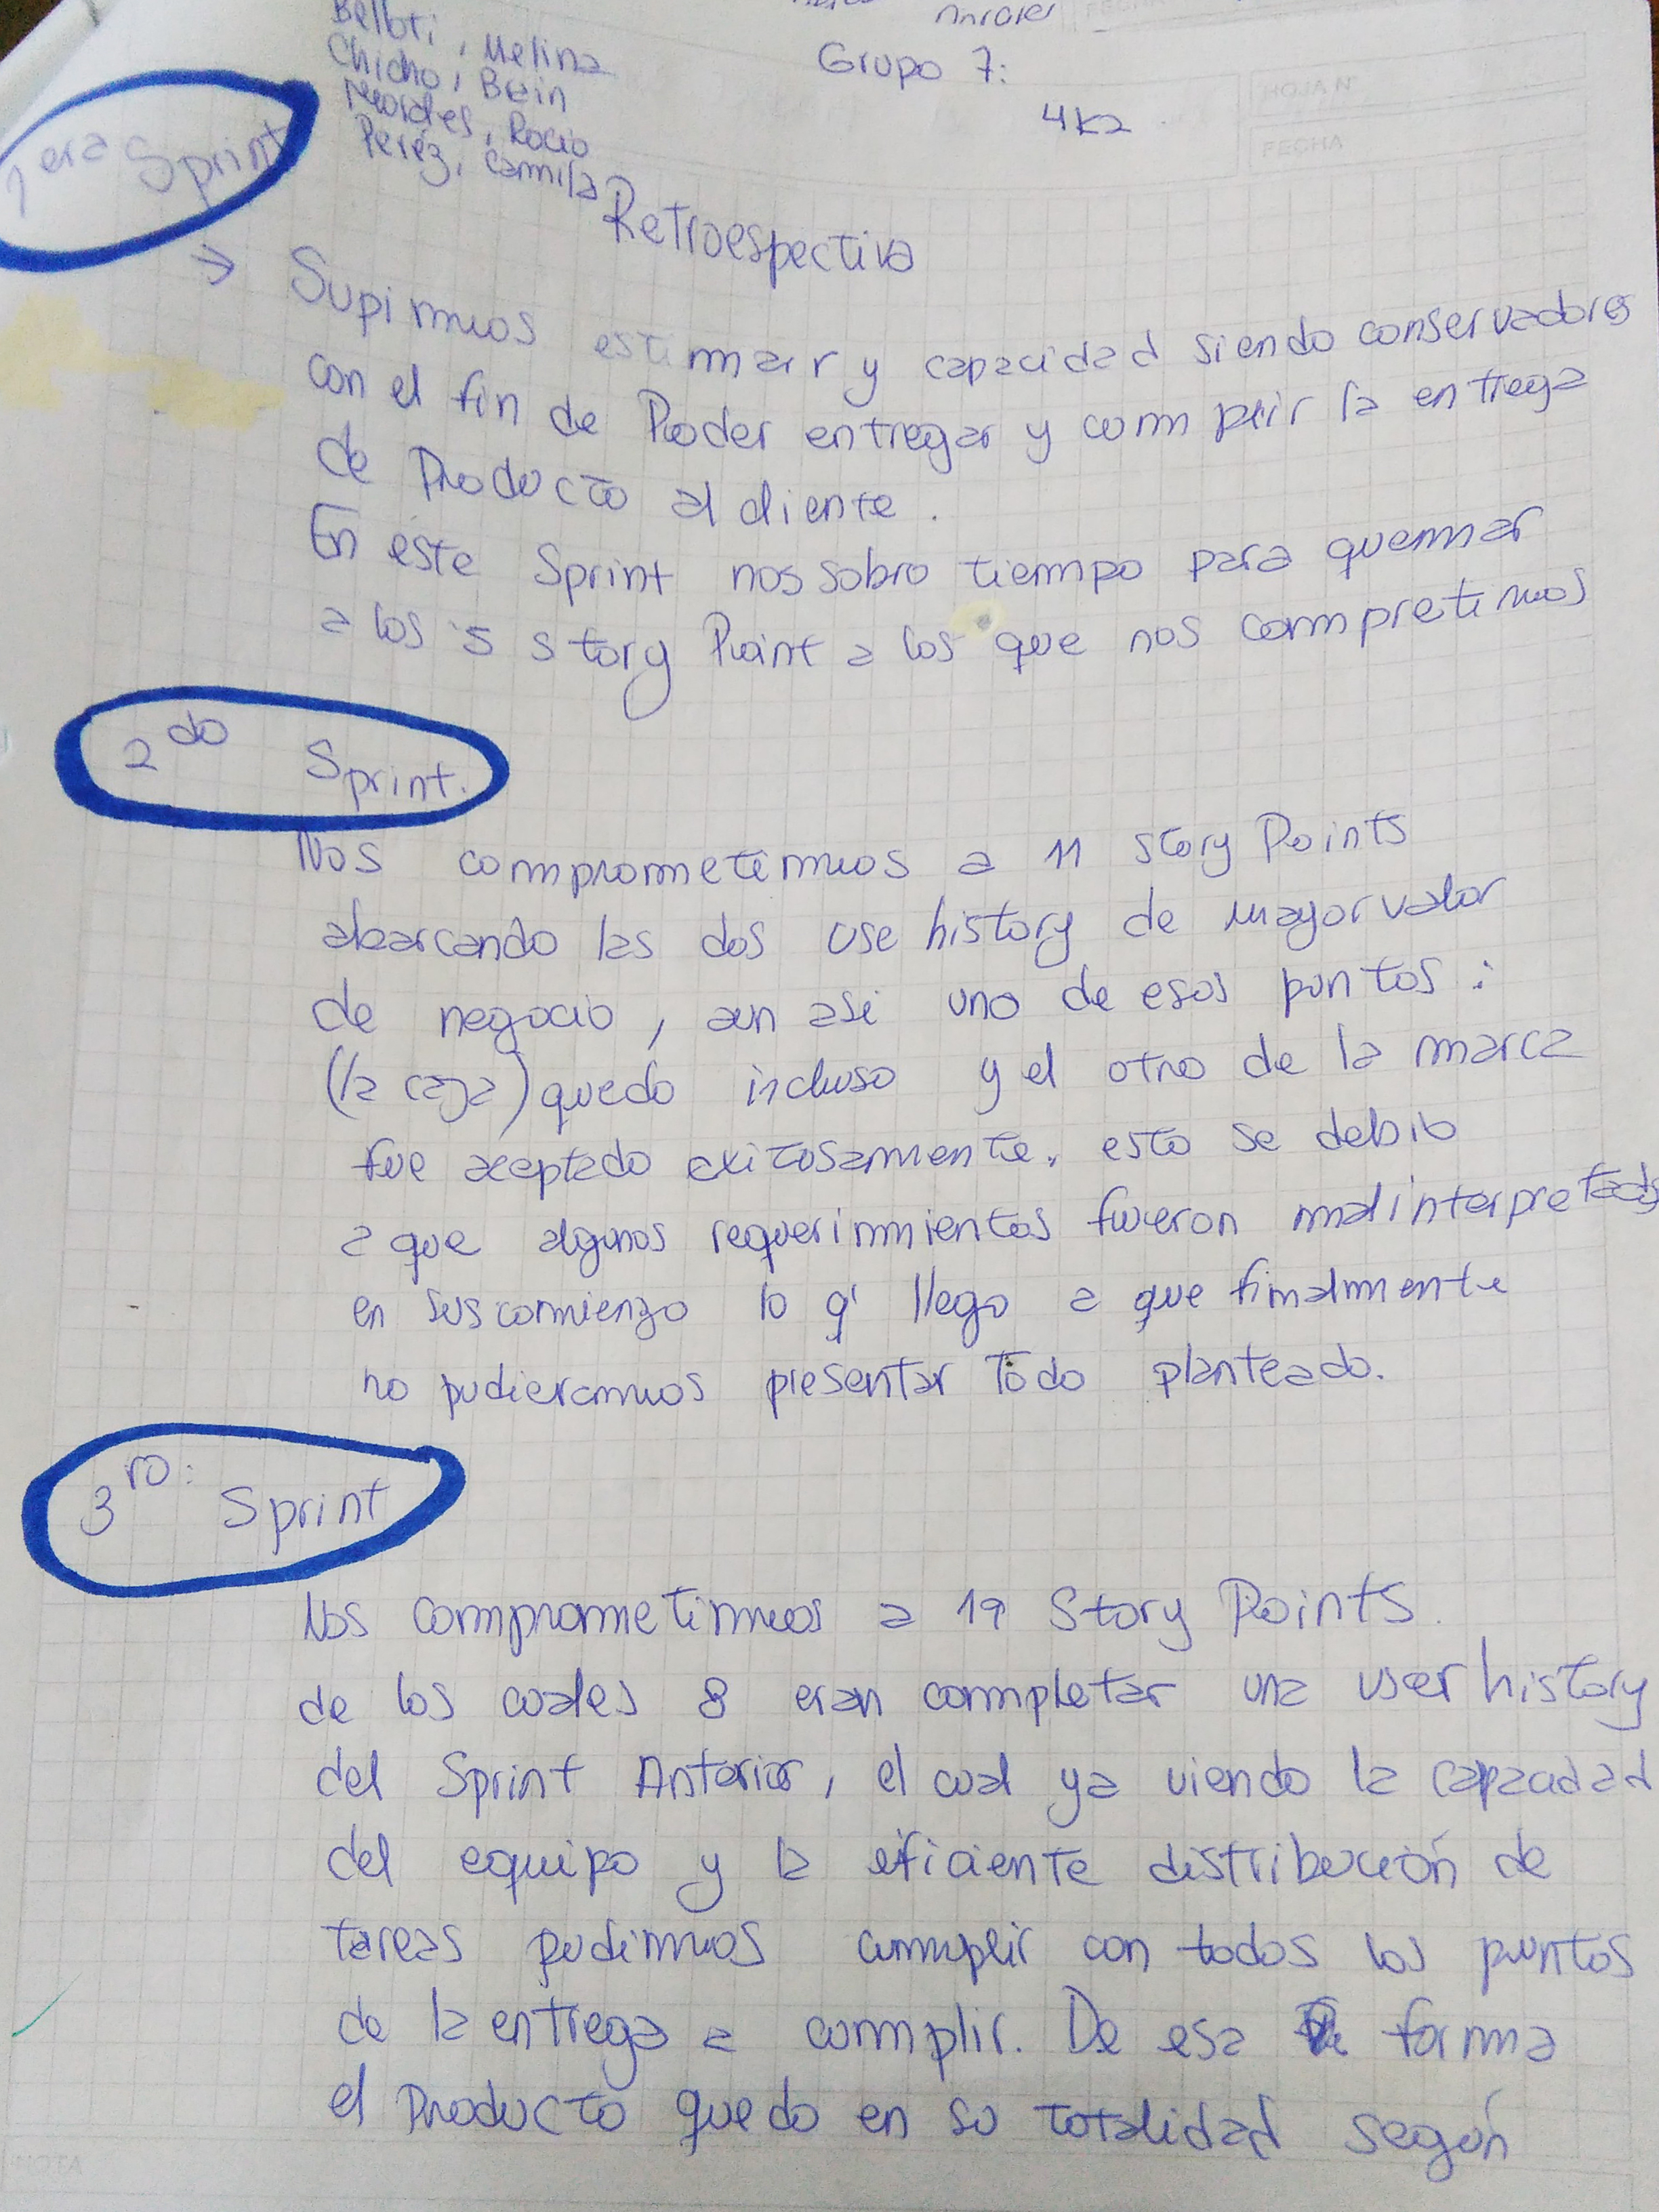 Belloti, Melina
Chicho, Bein
Morales, Rocio
Peréz, Camila
Grupo 7:
4K2
HOJA N°
FECHA
1era Sprint
Retroespectiva
→ Supimos estimar y capacidad siendo conservadores
con el fin de Poder entregar y complir la entrega
de Producto al cliente.
En este Sprint nos sobro tiempo para quemar
a los 5 story Point a los que nos compretimos
2do Sprint.
Nos comprometimos a 11 story Points
abarcando las dos use history de mayor valor
de negocio, aun asi uno de esos puntos:
(la caja) quedo incluso y el otro de la marca
fue aceptado exitosamente, esto se debio
a que algunos requerimientos fueron mal interpretados
en sus comienzo lo q' llego a que finalmente
no pudieramos presentar Todo planteado.
3ro: Sprint
Nos comprometimos a 19 Story Points.
de los cuales 8 eran completar una user history
del Sprint Anterior, el cual ya viendo la capacidad
del equipo y la eficiente distribución de
tareas pudimos cumplir con todos los puntos
de la entrega a complir. De esa forma
el Producto quedo en su totalidad según